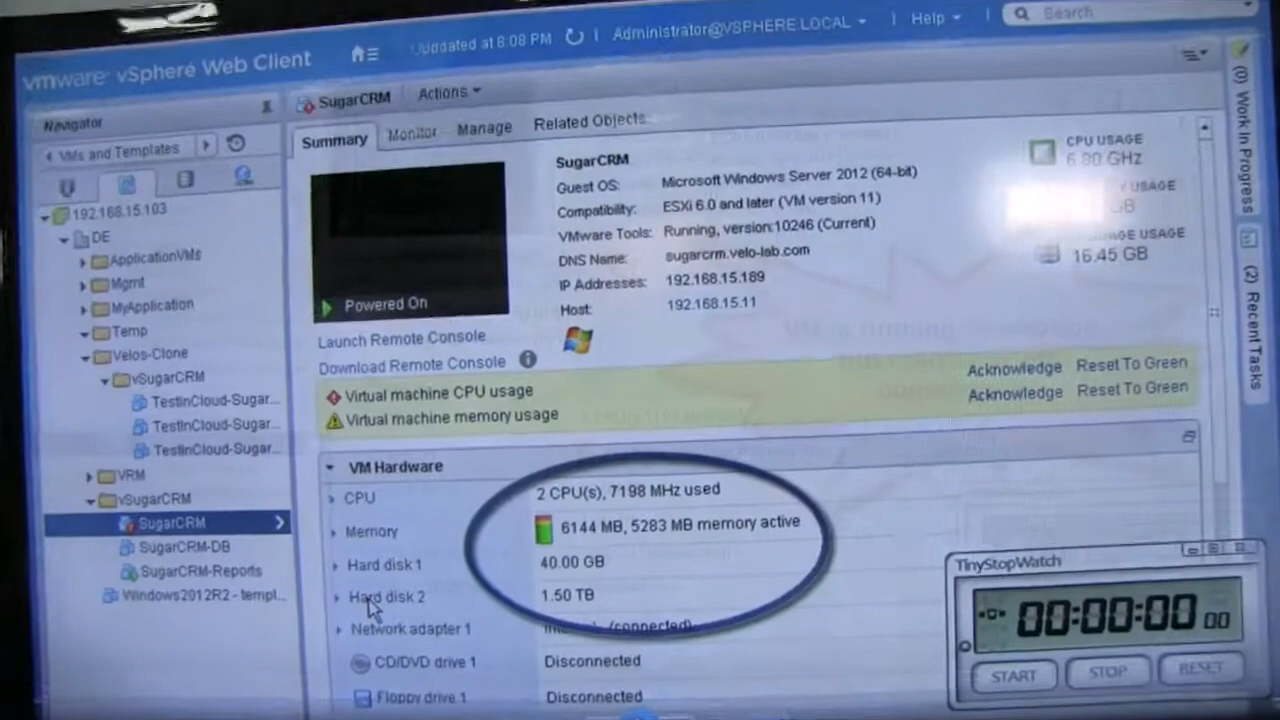 vmware® vSphere Web Client
Updated at 6:08 PM
Administrator@VSPHERE.LOCAL
Help
Search
Navigator
VMs and Templates
192.168.15.103
DE
ApplicationVMs
Mgmt
MyApplication
Temp
Velos-Clone
vSugarCRM
TestInCloud-Sugar...
TestInCloud-Sugar...
TestInCloud-Sugar...
VRM
vSugarCRM
SugarCRM
SugarCRM-DB
SugarCRM-Reports
Windows2012R2 - templ...
SugarCRM
Actions
Summary
Monitor
Manage
Related Objects
Powered On
Launch Remote Console
Download Remote Console
SugarCRM
Guest OS: Microsoft Windows Server 2012 (64-bit)
Compatibility: ESXi 6.0 and later (VM version 11)
VMware Tools: Running, version:10246 (Current)
DNS Name: sugarcrm.velo-lab.com
IP Addresses: 192.168.15.189
Host: 192.168.15.11
CPU USAGE
GHz
USAGE
GB
USAGE
16.45 GB
Virtual machine CPU usage Acknowledge Reset To Green
Virtual machine memory usage Acknowledge Reset To Green
VM Hardware
CPU 2 CPU(s), 7198 MHz used
Memory 6144 MB, 5283 MB memory active
Hard disk 1 40.00 GB
Hard disk 2 1.50 TB
Network adapter 1 (connected)
CD/DVD drive 1 Disconnected
Floppy drive 1 Disconnected
(0) Work In Progress
(2) Recent Tasks
TinyStopWatch
00:00:00 00
START STOP RESET